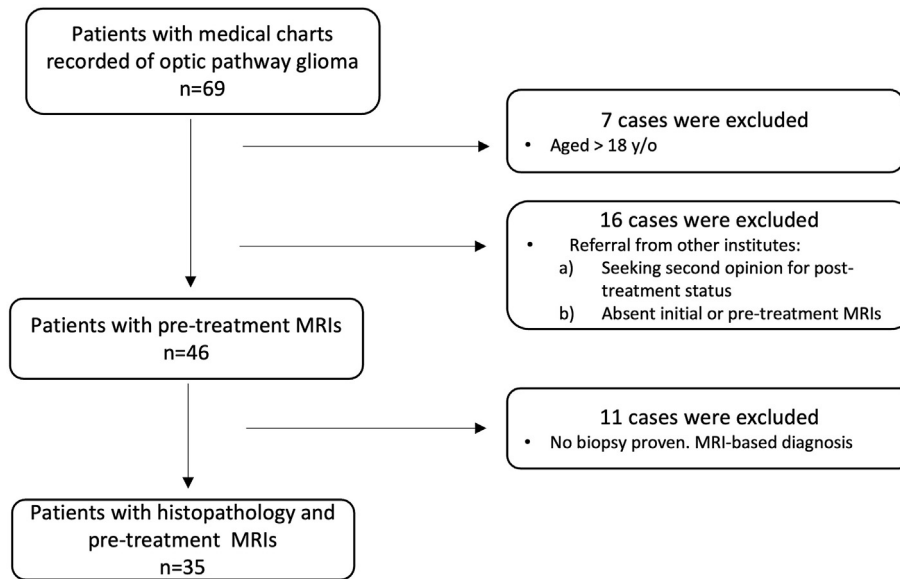 Patients with medical charts
recorded of optic pathway glioma
n=69
7 cases were excluded
• Aged > 18 y/o
16 cases were excluded
• Referral from other institutes:
a) Seeking second opinion for post-
treatment status
b) Absent initial or pre-treatment MRIs
Patients with pre-treatment MRIs
n=46
11 cases were excluded
• No biopsy proven. MRI-based diagnosis
Patients with histopathology and
pre-treatment MRIs
n=35